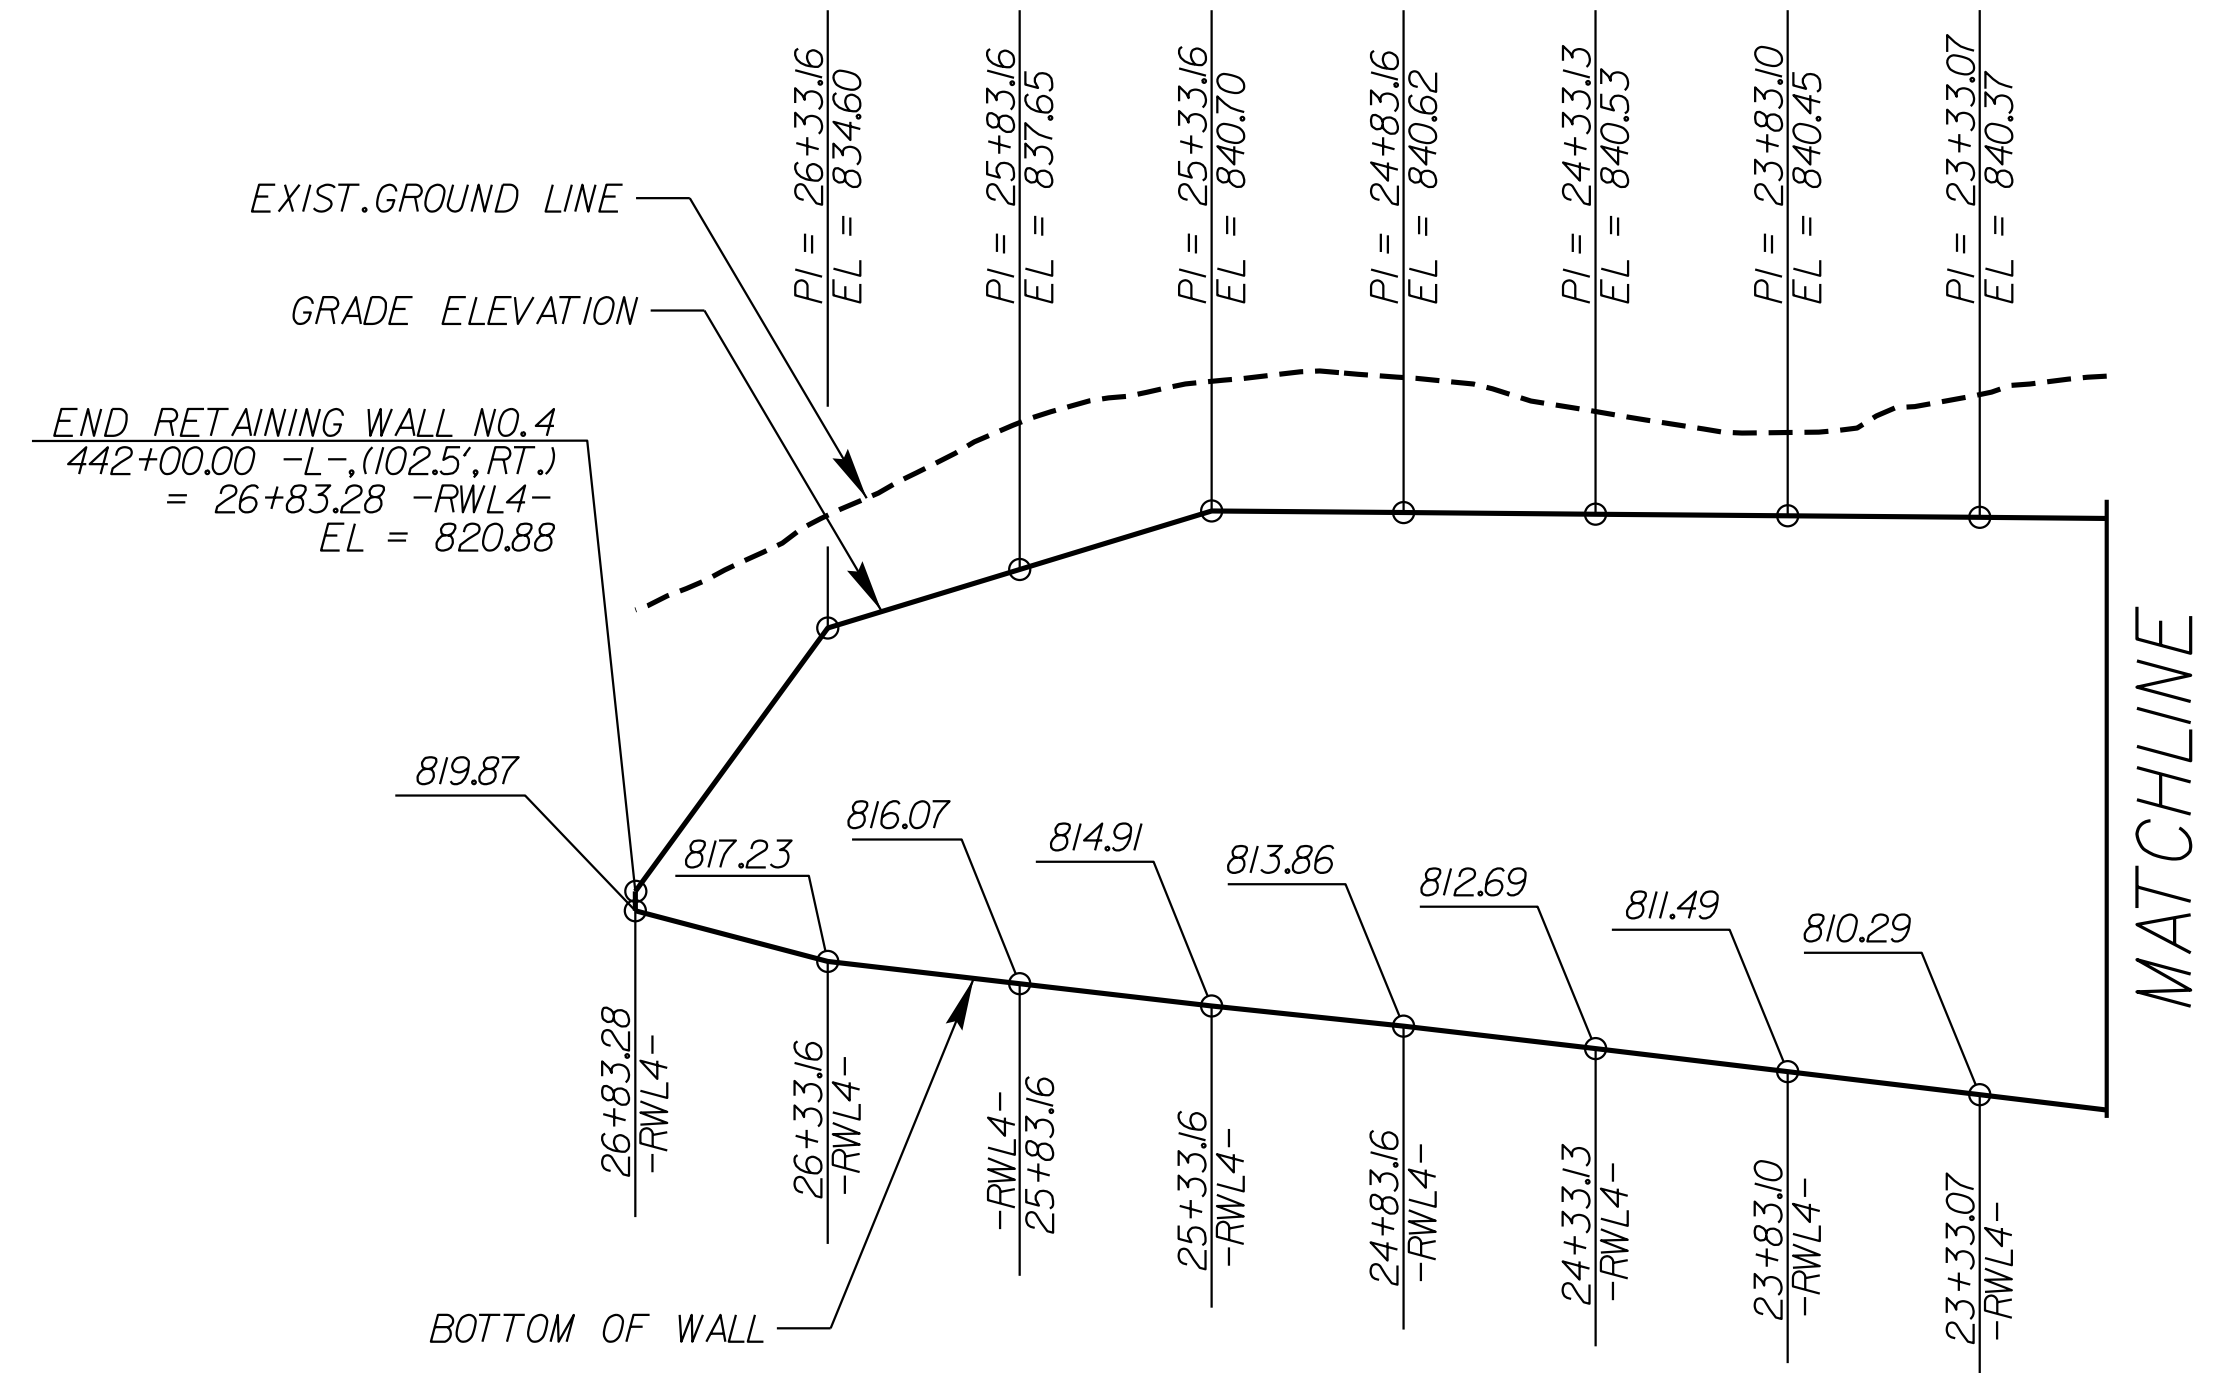 PI = 26+33.16
EL = 834.60
PI = 25+83.16
EL = 837.65
PI = 25+33.16
EL = 840.70
PI = 24+83.16
EL = 840.62
PI = 24+33.13
EL = 840.53
PI = 23+83.10
EL = 840.45
PI = 23+33.07
EL = 840.37
EXIST. GROUND LINE
GRADE ELEVATION
END RETAINING WALL NO. 4
442+00.00 -L-, (102.5', RT.)
= 26+83.28 -RWL4-
EL = 820.88
819.87
817.23
816.07
814.91
813.86
812.69
811.49
810.29
MATCHLINE
26+83.28
-RWL4-
26+33.16
-RWL4-
-RWL4-
25+83.16
25+33.16
-RWL4-
24+83.16
-RWL4-
24+33.13
-RWL4-
23+83.10
-RWL4-
23+33.07
-RWL4-
BOTTOM OF WALL